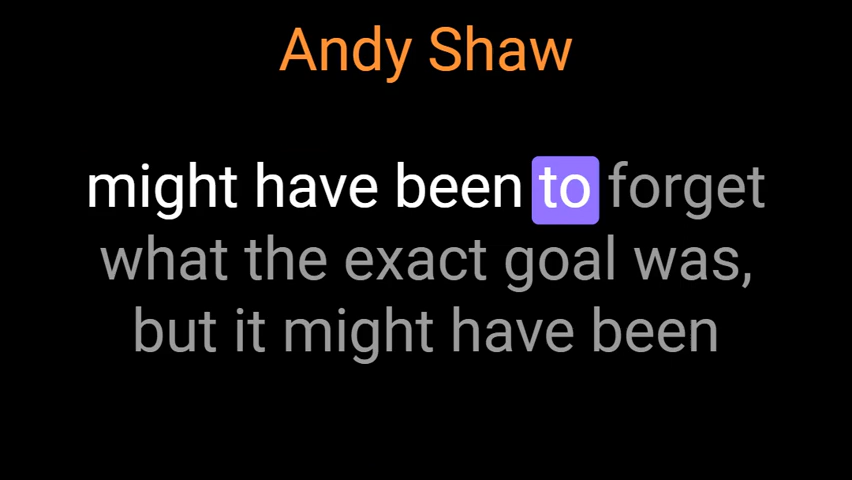 Andy Shaw
might have been to forget
what the exact goal was,
but it might have been